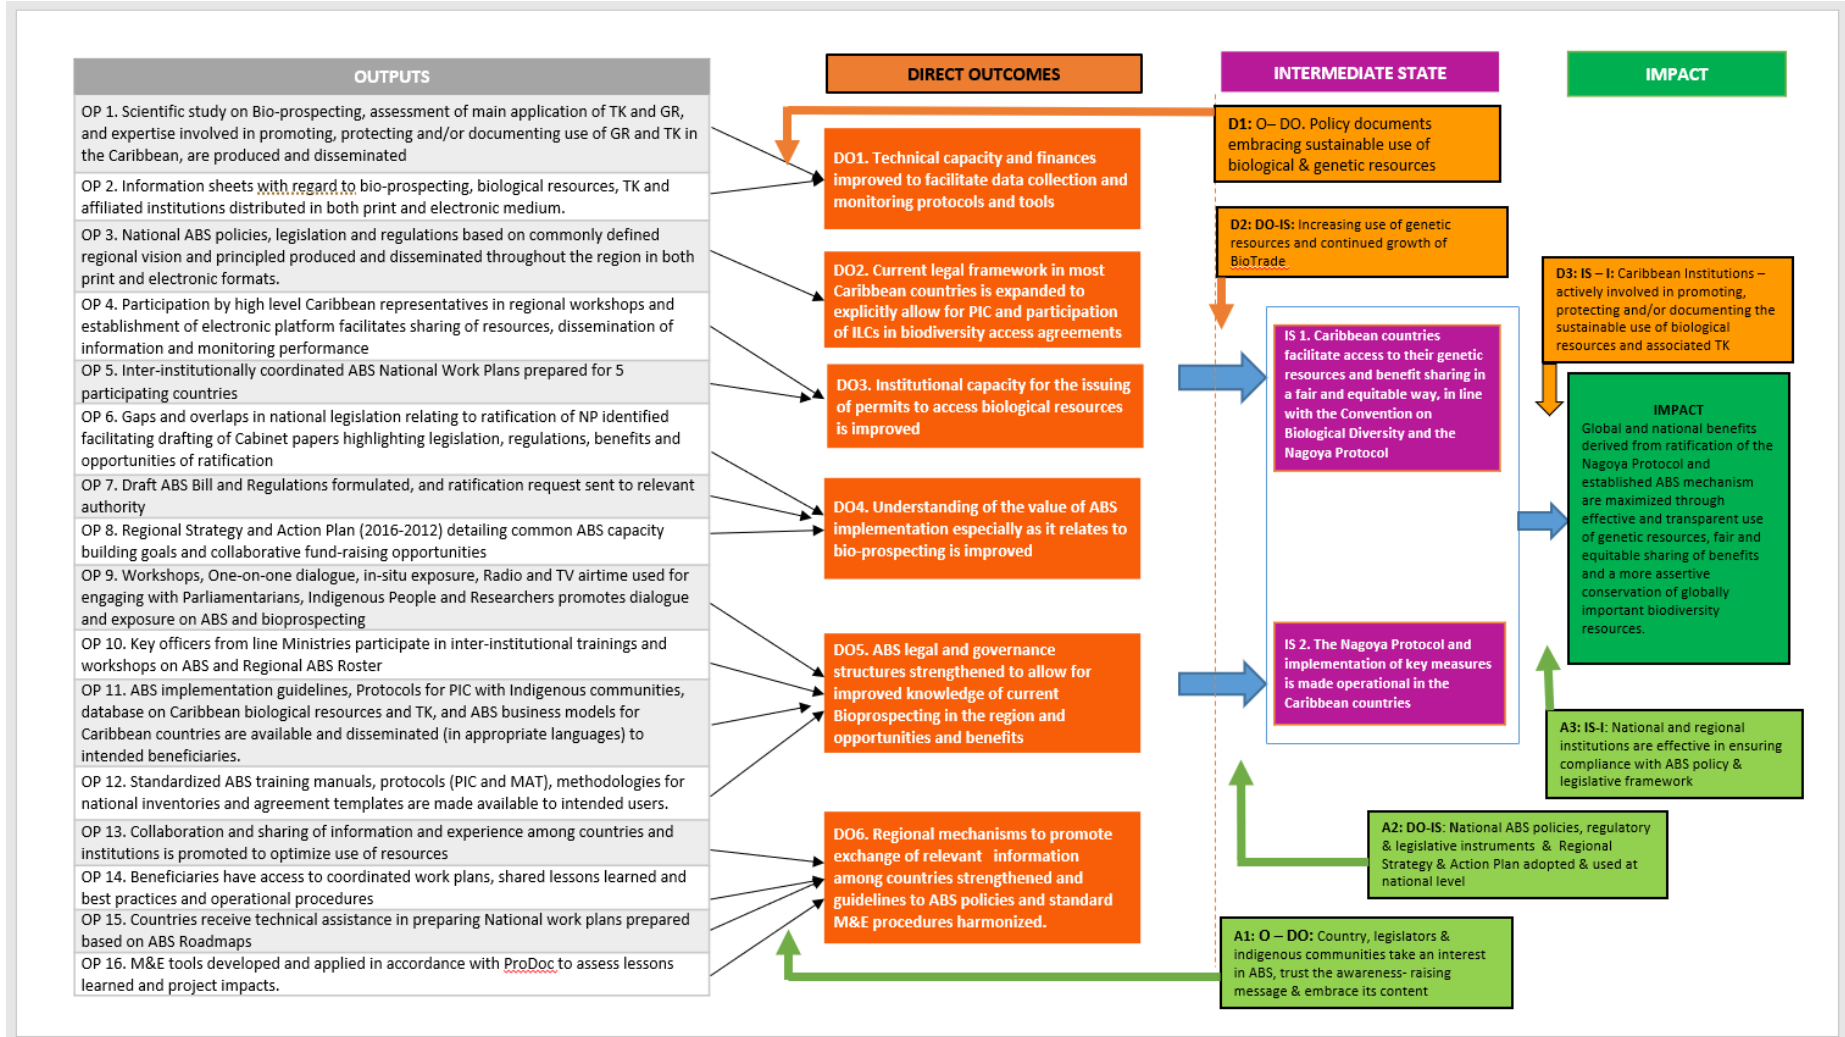 OUTPUTS
OP 1. Scientific study on Bio-prospecting, assessment of main application of TK and GR,
and expertise involved in promoting, protecting and/or documenting use of GR and TK in
the Caribbean, are produced and disseminated
OP 2. Information sheets with regard to bio-prospecting, biological resources, TK and
affiliated institutions distributed in both print and electronic medium.
OP 3. National ABS policies, legislation and regulations based on commonly defined
regional vision and principled produced and disseminated throughout the region in both
print and electronic formats.
OP 4. Participation by high level Caribbean representatives in regional workshops and
establishment of electronic platform facilitates sharing of resources, dissemination of
information and monitoring performance
OP 5. Inter-institutionally coordinated ABS National Work Plans prepared for 5
participating countries
OP 6. Gaps and overlaps in national legislation relating to ratification of NP identified
facilitating drafting of Cabinet papers highlighting legislation, regulations, benefits and
opportunities of ratification
OP 7. Draft ABS Bill and Regulations formulated, and ratification request sent to relevant
authority
OP 8. Regional Strategy and Action Plan (2016-2012) detailing common ABS capacity
building goals and collaborative fund-raising opportunities
OP 9. Workshops, One-on-one dialogue, in-situ exposure, Radio and TV airtime used for
engaging with Parliamentarians, Indigenous People and Researchers promotes dialogue
and exposure on ABS and bioprospecting
OP 10. Key officers from line Ministries participate in inter-institutional trainings and
workshops on ABS and Regional ABS Roster
OP 11. ABS implementation guidelines, Protocols for PIC with Indigenous communities,
database on Caribbean biological resources and TK, and ABS business models for
Caribbean countries are available and disseminated (in appropriate languages) to
intended beneficiaries.
OP 12. Standardized ABS training manuals, protocols (PIC and MAT), methodologies for
national inventories and agreement templates are made available to intended users.
OP 13. Collaboration and sharing of information and experience among countries and
institutions is promoted to optimize use of resources
OP 14. Beneficiaries have access to coordinated work plans, shared lessons learned and
best practices and operational procedures
OP 15. Countries receive technical assistance in preparing National work plans prepared
based on ABS Roadmaps
OP 16. M&E tools developed and applied in accordance with ProDoc to assess lessons
learned and project impacts.
DIRECT OUTCOMES
DO1. Technical capacity and finances
improved to facilitate data collection and
monitoring protocols and tools
DO2. Current legal framework in most
Caribbean countries is expanded to
explicitly allow for PIC and participation
of ILCs in biodiversity access agreements
DO3. Institutional capacity for the issuing
of permits to access biological resources
is improved
DO4. Understanding of the value of ABS
implementation especially as it relates to
bio-prospecting is improved
DO5. ABS legal and governance
structures strengthened to allow for
improved knowledge of current
Bioprospecting in the region and
opportunities and benefits
DO6. Regional mechanisms to promote
exchange of relevant information
among countries strengthened and
guidelines to ABS policies and standard
M&E procedures harmonized.
INTERMEDIATE STATE
D1: O– DO. Policy documents
embracing sustainable use of
biological & genetic resources
D2: DO-IS: Increasing use of genetic
resources and continued growth of
BioTrade
IS 1. Caribbean countries
facilitate access to their genetic
resources and benefit sharing in
a fair and equitable way, in line
with the Convention on
Biological Diversity and the
Nagoya Protocol
IS 2. The Nagoya Protocol and
implementation of key measures
is made operational in the
Caribbean countries
IMPACT
D3: IS – I: Caribbean Institutions –
actively involved in promoting,
protecting and/or documenting the
sustainable use of biological
resources and associated TK
IMPACT
Global and national benefits
derived from ratification of the
Nagoya Protocol and
established ABS mechanism
are maximized through
effective and transparent use
of genetic resources, fair and
equitable sharing of benefits
and a more assertive
conservation of globally
important biodiversity
resources.
A3: IS-I: National and regional
institutions are effective in ensuring
compliance with ABS policy &
legislative framework
A2: DO-IS: National ABS policies, regulatory
& legislative instruments & Regional
Strategy & Action Plan adopted & used at
national level
A1: O – DO: Country, legislators &
indigenous communities take an interest
in ABS, trust the awareness- raising
message & embrace its content